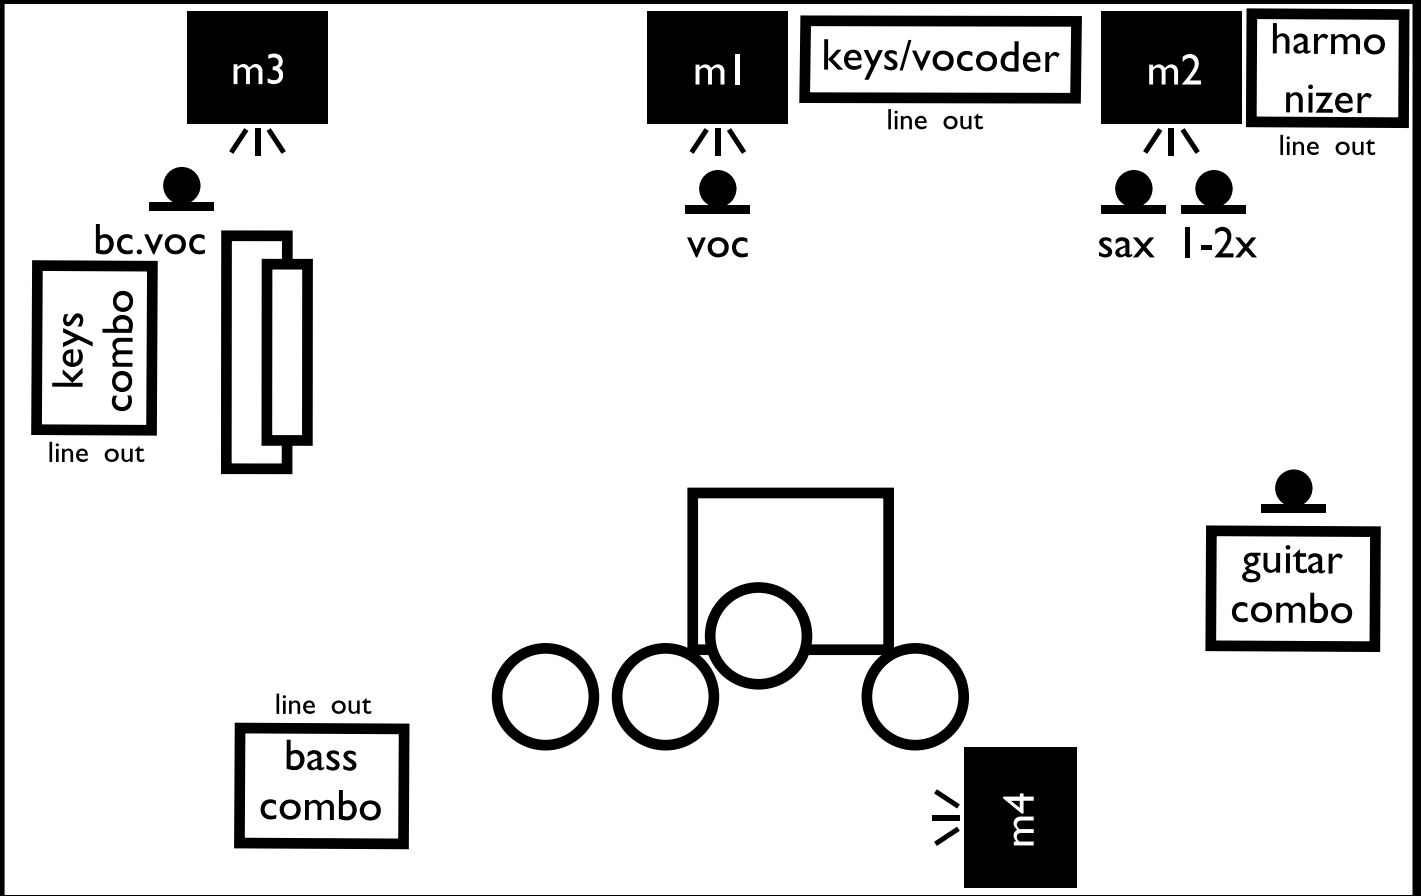 m3
m1
keys/vocoder
line out
m2
harmo
nizer
line out
bc.voc
voc
sax
1-2x
keys
combo
line out
guitar
combo
line out
bass
combo
m4